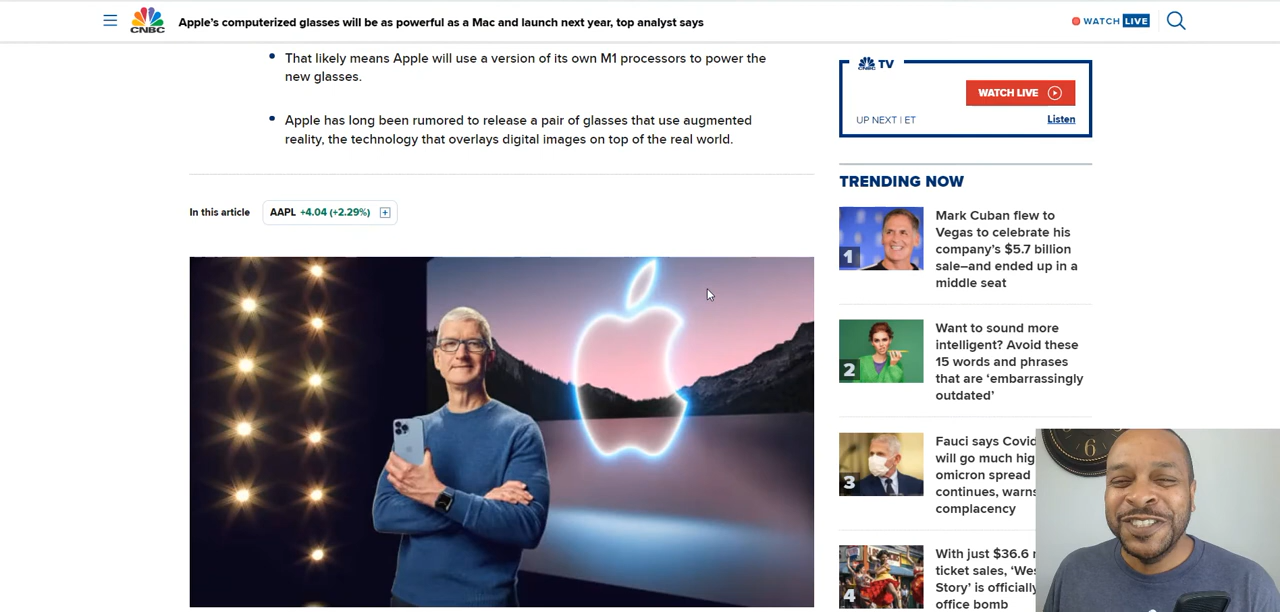 CNBC
Apple's computerized glasses will be as powerful as a Mac and launch next year, top analyst says
WATCH LIVE
That likely means Apple will use a version of its own M1 processors to power the
new glasses.
Apple has long been rumored to release a pair of glasses that use augmented
reality, the technology that overlays digital images on top of the real world.
In this article
AAPL +4.04 (+2.29%)
CNBC TV
WATCH LIVE
UP NEXT | ET
Listen
TRENDING NOW
1
Mark Cuban flew to
Vegas to celebrate his
company's $5.7 billion
sale—and ended up in a
middle seat
2
Want to sound more
intelligent? Avoid these
15 words and phrases
that are ‘embarrassingly
outdated’
3
Fauci says Covid
will go much hig
omicron spread
continues, warns
complacency
4
With just $36.6
ticket sales, ‘Wes
Story’ is officially
office bomb
6